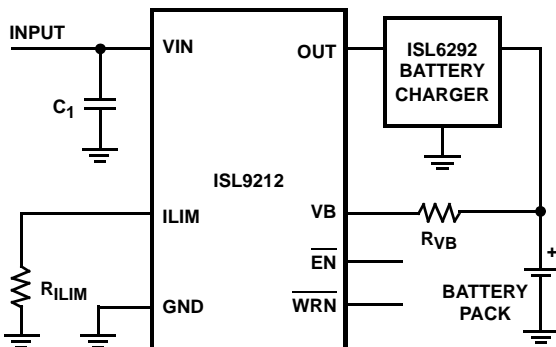 INPUT
VIN
OUT
ISL6292
BATTERY
CHARGER
C1
ISL9212
ILIM
VB
RVB
EN
+
RILIM
GND
WRN
BATTERY
PACK